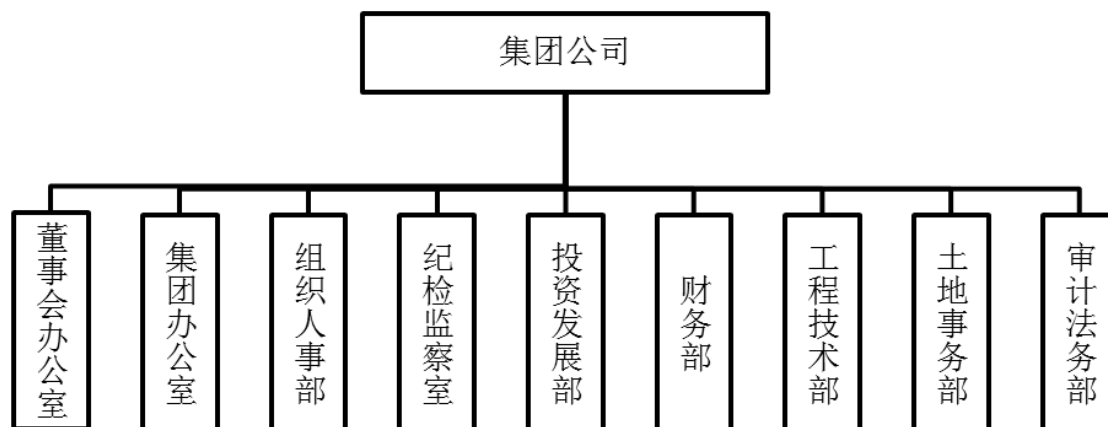 集团公司
董事会办公室
集团办公室
组织人事部
纪检监察室
投资发展部
财务部
工程技术部
土地事务部
审计法务部